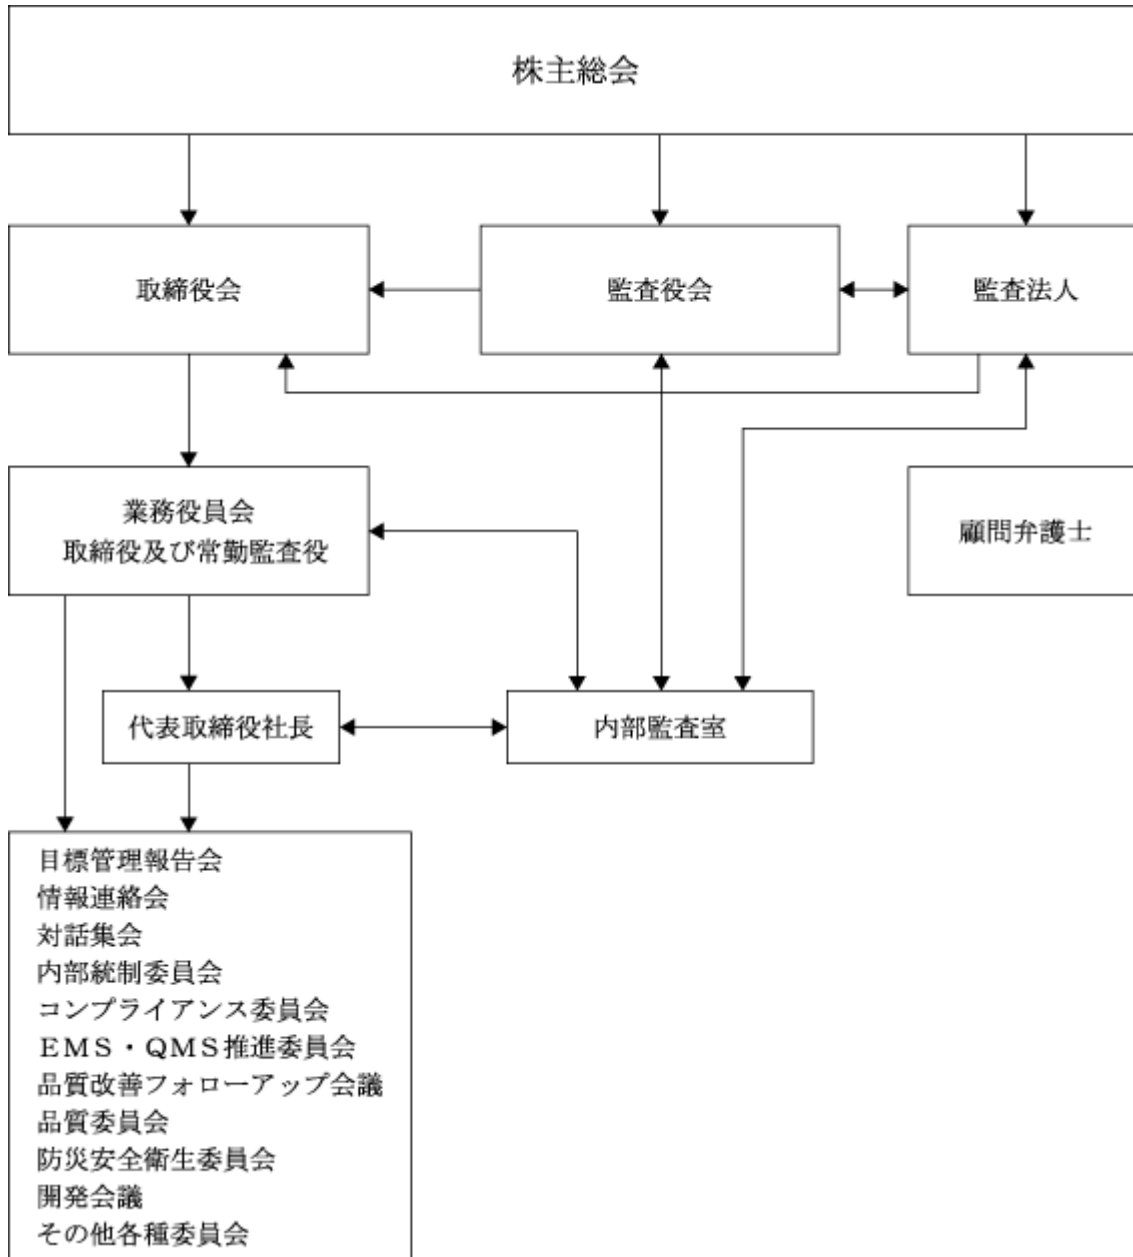 株主総会
取締役会
監査役会
監査法人
業務役員会
取締役及び常勤監査役
顧問弁護士
代表取締役社長
内部監査室
目標管理報告会
情報連絡会
対話集会
内部統制委員会
コンプライアンス委員会
ＥＭＳ・ＱＭＳ推進委員会
品質改善フォローアップ会議
品質委員会
防災安全衛生委員会
開発会議
その他各種委員会